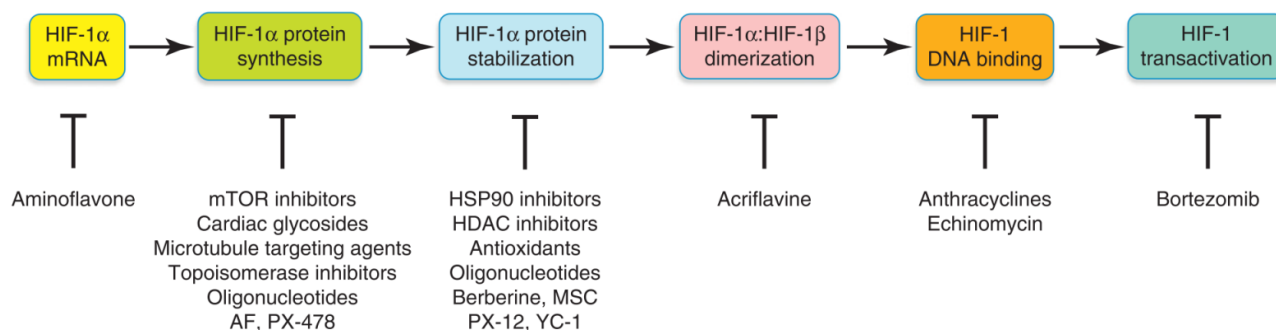 HIF-1α
mRNA
HIF-1α protein
synthesis
HIF-1α protein
stabilization
HIF-1α:HIF-1β
dimerization
HIF-1
DNA binding
HIF-1
transactivation
Aminoflavone
mTOR inhibitors
Cardiac glycosides
Microtubule targeting agents
Topoisomerase inhibitors
Oligonucleotides
AF, PX-478
HSP90 inhibitors
HDAC inhibitors
Antioxidants
Oligonucleotides
Berberine, MSC
PX-12, YC-1
Acriflavine
Anthracyclines
Echinomycin
Bortezomib